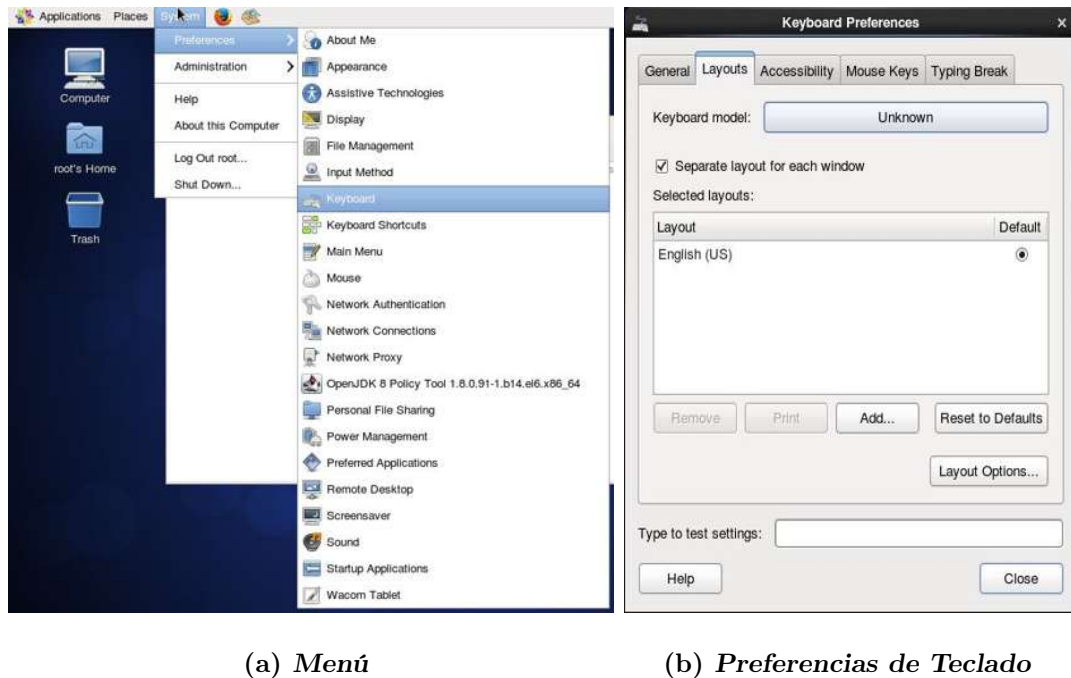 Applications Places System
Computer
root's Home
Trash
Preferences
Administration
Help
About this Computer
Log Out root...
Shut Down...
About Me
Appearance
Assistive Technologies
Display
File Management
Input Method
Keyboard
Keyboard Shortcuts
Main Menu
Mouse
Network Authentication
Network Connections
Network Proxy
OpenJDK 8 Policy Tool 1.8.0.91-1.b14.el6.x86_64
Personal File Sharing
Power Management
Preferred Applications
Remote Desktop
Screensaver
Sound
Startup Applications
Wacom Tablet
(a) Menú
Keyboard Preferences
General Layouts Accessibility Mouse Keys Typing Break
Keyboard model: Unknown
Separate layout for each window
Selected layouts:
Layout Default
English (US)
Remove Print Add... Reset to Defaults
Layout Options...
Type to test settings:
Help Close
(b) Preferencias de Teclado